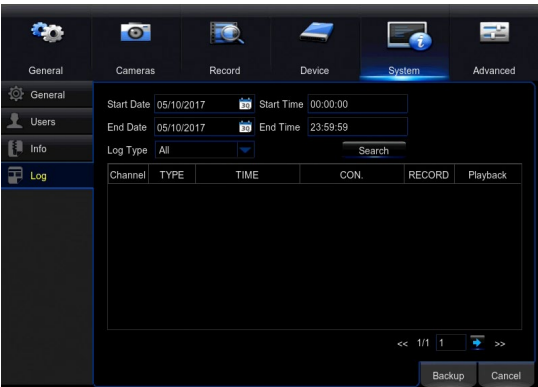 General Cameras Record Device System Advanced
General
Users
Info
Log
Start Date 05/10/2017 30 Start Time 00:00:00
End Date 05/10/2017 30 End Time 23:59:59
Log Type All Search
Channel TYPE TIME CON. RECORD Playback
<< 1/1 1 >>
Backup Cancel